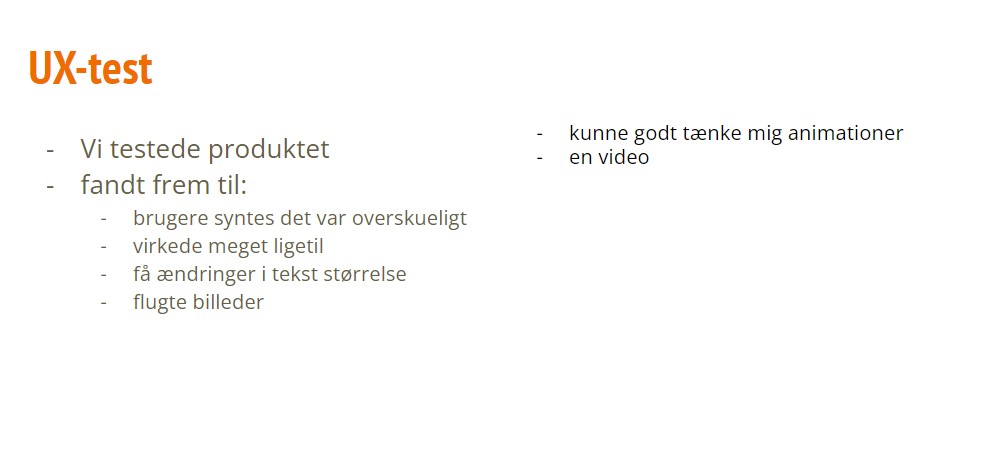 UX-test
- Vi testede produktet
- fandt frem til:
- brugere syntes det var overskueligt
- virkede meget ligetil
- få ændringer i tekst størrelse
- flugte billeder
- kunne godt tænke mig animationer
- en video